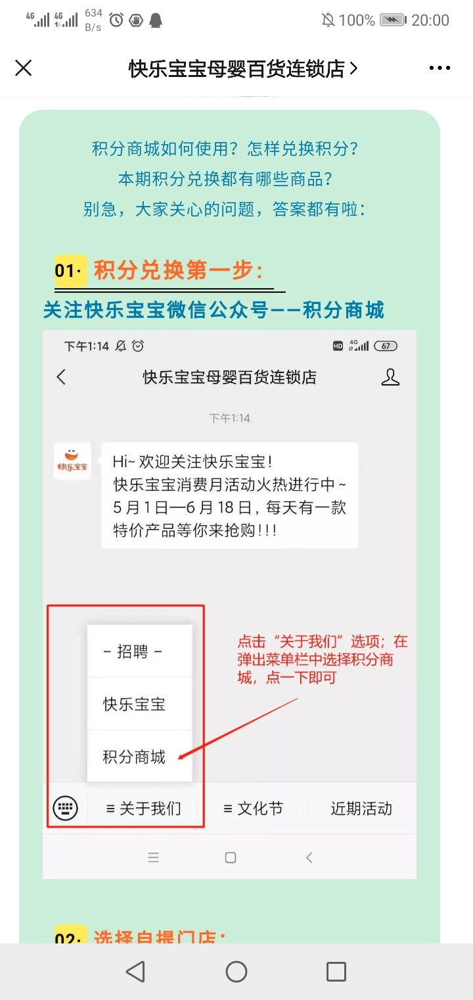 4G 4G 634 B/s 100% 20:00
快乐宝宝母婴百货连锁店
积分商城如何使用？怎样兑换积分？
本期积分兑换都有哪些商品？
别急，大家关心的问题，答案都有啦：
01· 积分兑换第一步：
关注快乐宝宝微信公众号——积分商城
下午1:14 HD 4G 67
快乐宝宝母婴百货连锁店
下午1:14
快乐宝宝
Hi~ 欢迎关注快乐宝宝！
快乐宝宝消费月活动火热进行中~
5月1日—6月18日，每天有一款
特价产品等你来抢购!!!
– 招聘 –
快乐宝宝
积分商城
点击“关于我们”选项；在
弹出菜单栏中选择积分商
城，点一下即可
≡ 关于我们 ≡ 文化节 近期活动
02· 选择自提门店：